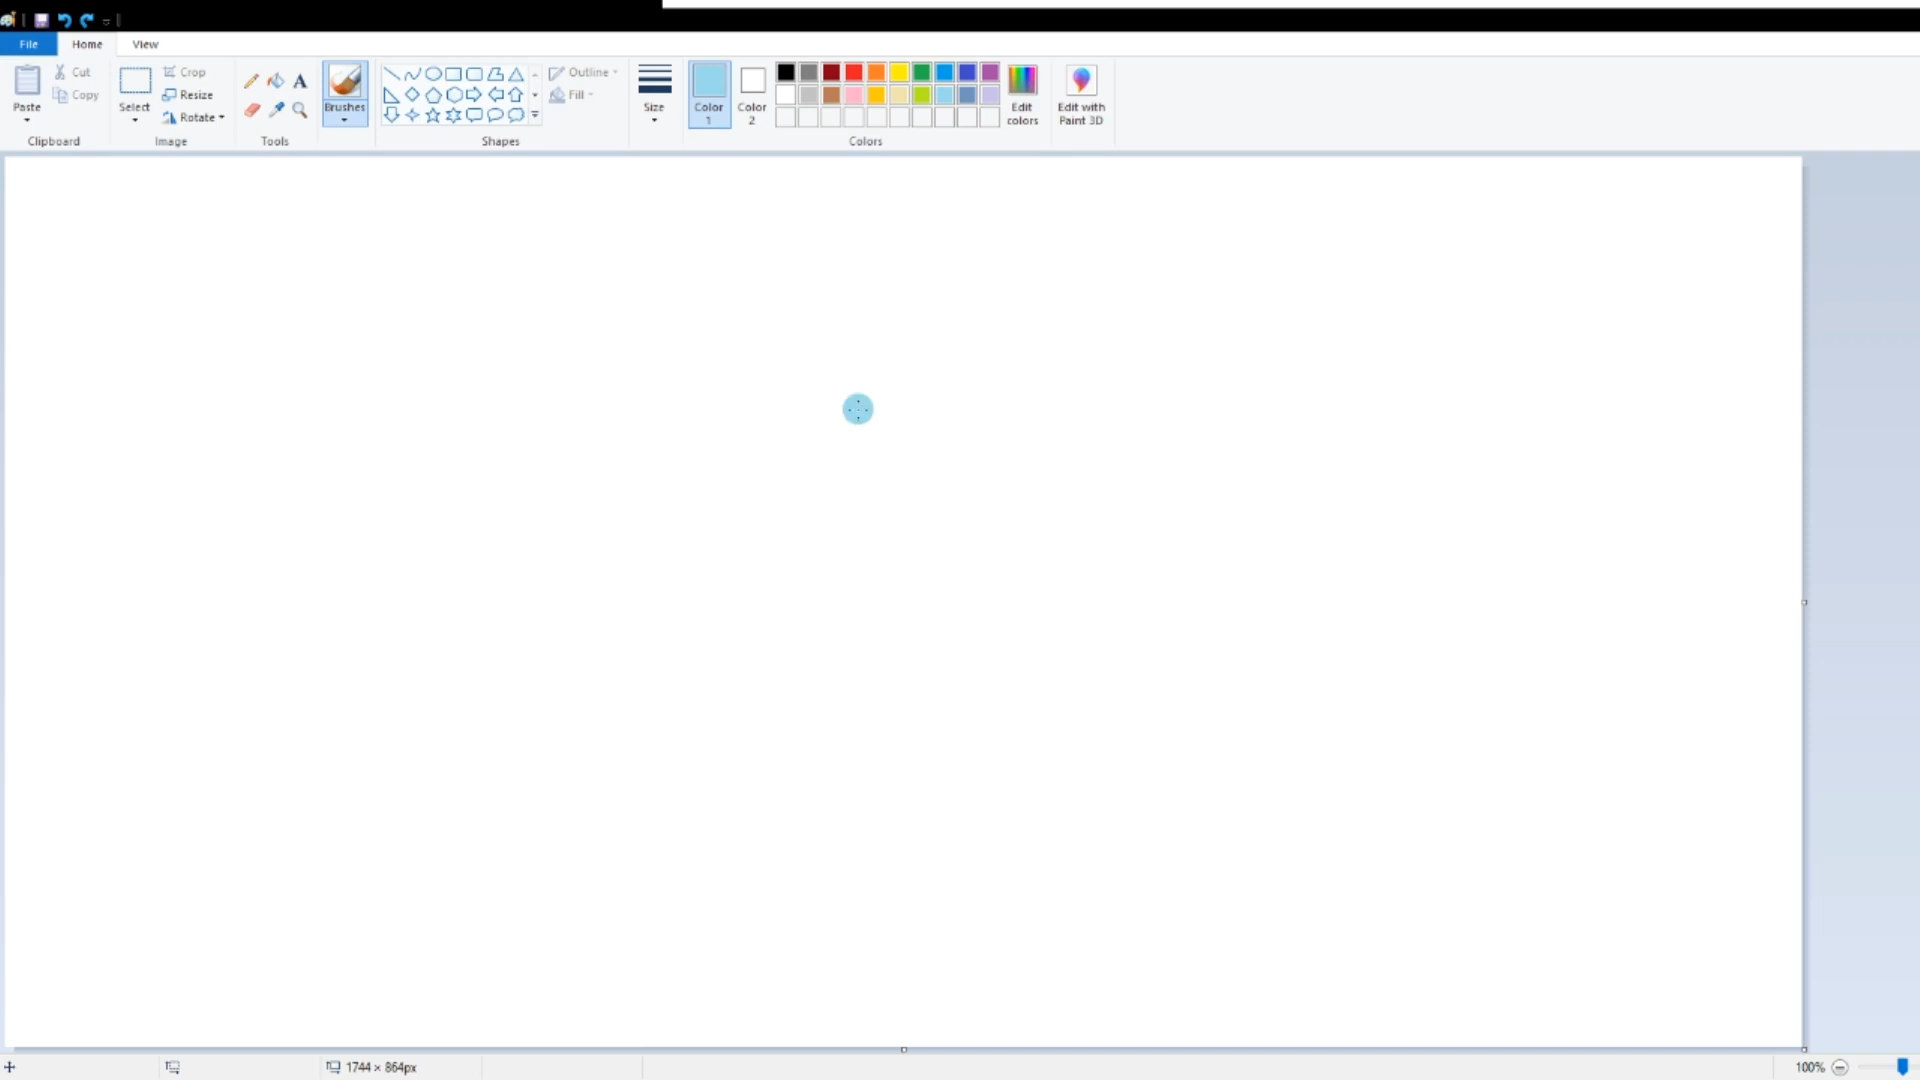 File Home View
Paste
Cut
Copy
Clipboard
Select
Crop
Resize
Rotate
Image
A
Tools
Brushes
Outline
Fill
Shapes
Size
Color 1
Color 2
Edit colors
Colors
Edit with Paint 3D
1744 × 864px
100%